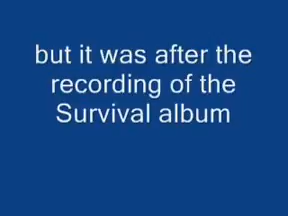 but it was after the
recording of the
Survival album